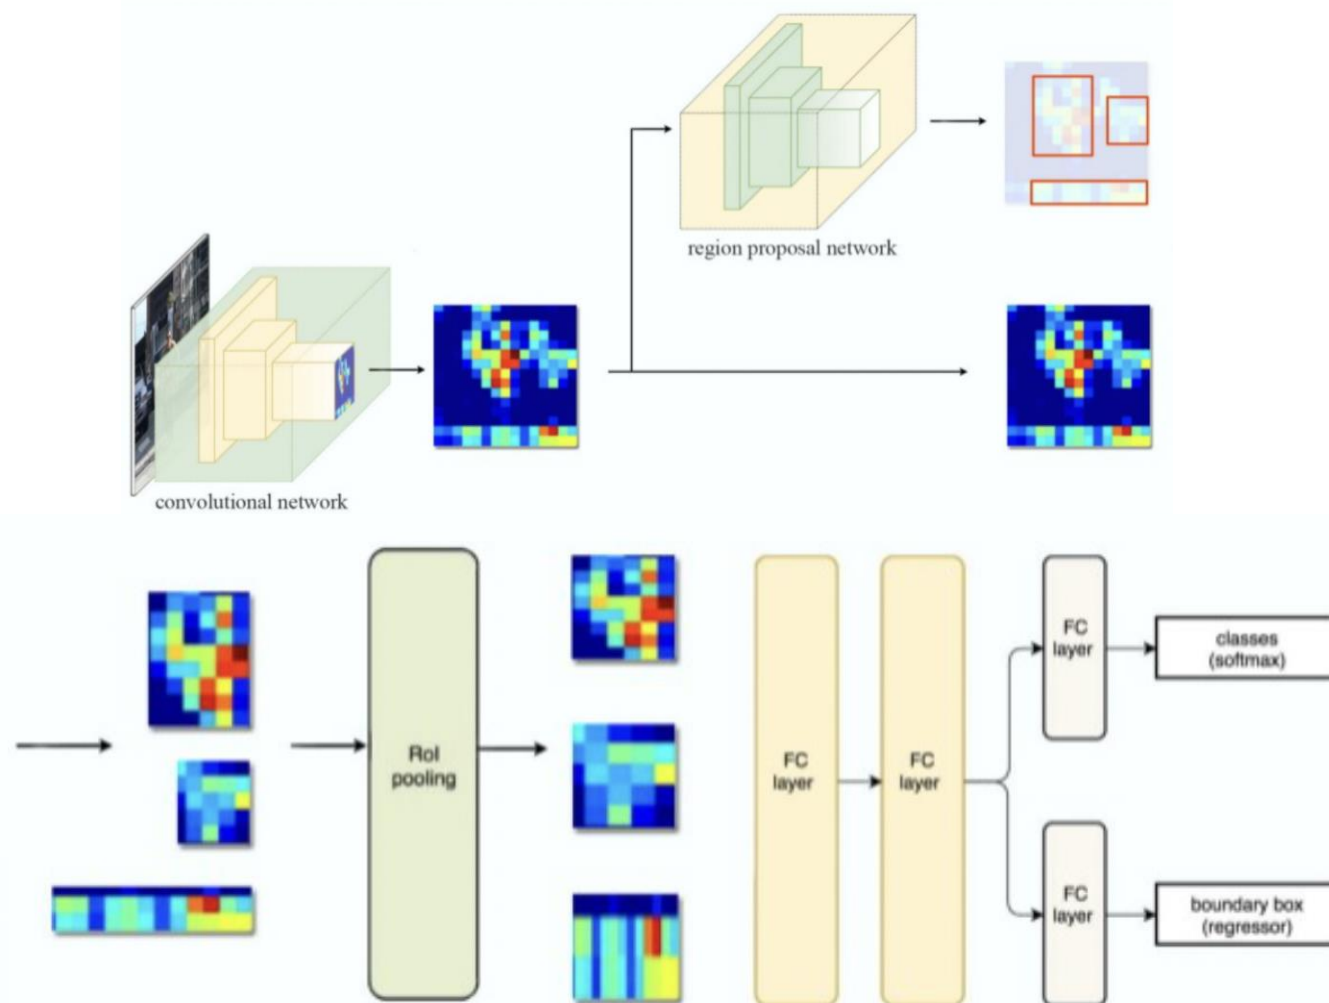 region proposal network
convolutional network
RoI
pooling
FC
layer
FC
layer
FC
layer
classes
(softmax)
FC
layer
boundary box
(regressor)